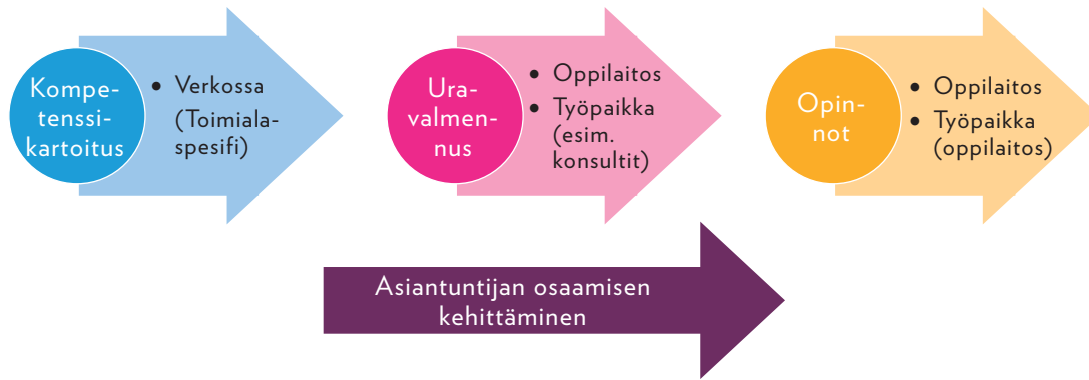 Kompe-
tenssi-
kartoitus
• Verkossa
(Toimiala-
spesifi)
Ura-
valmen-
nus
• Oppilaitos
• Työpaikka
(esim.
konsultit)
Opin-
not
• Oppilaitos
• Työpaikka
(oppilaitos)
Asiantuntijan osaamisen
kehittäminen